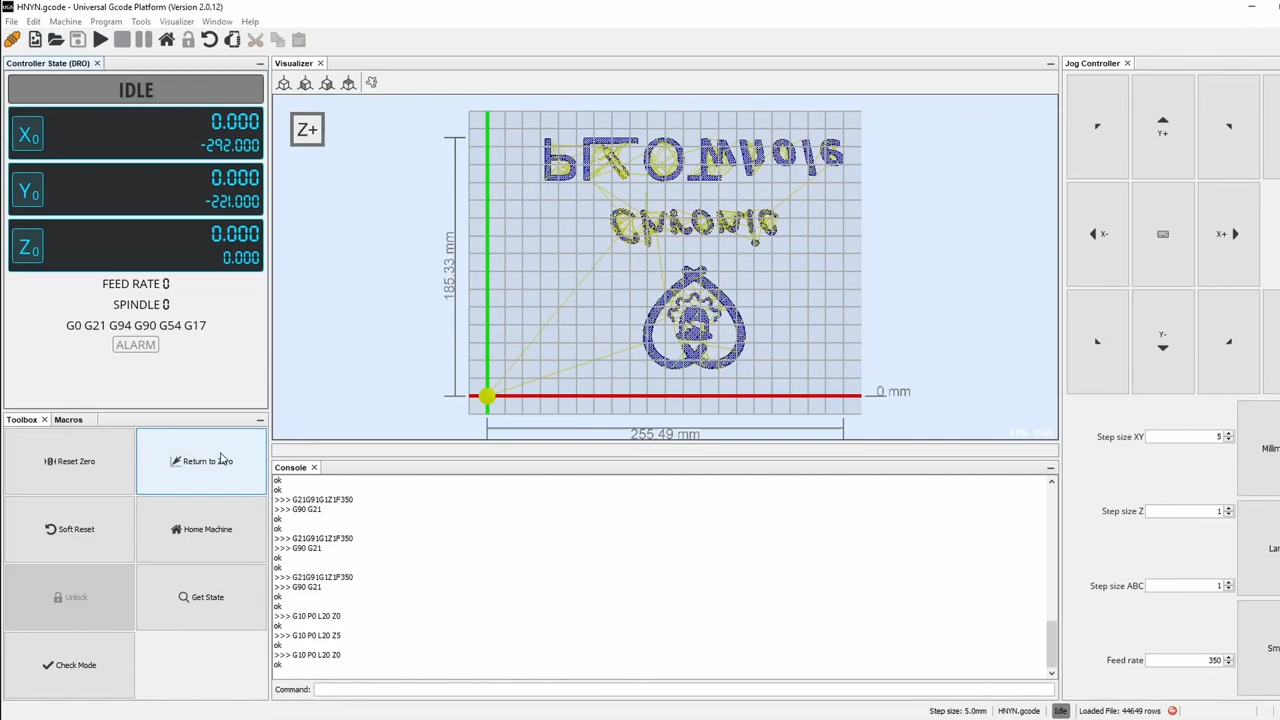 HNYN.gcode - Universal Gcode Platform (Version 2.0.12)
File Edit Machine Program Tools Visualizer Window Help
Controller State (DRO)
IDLE
X0 0.000
-292.000
Y0 0.000
-221.000
Z0 0.000
0.000
FEED RATE 0
SPINDLE 0
G0 G21 G94 G90 G54 G17
ALARM
Toolbox Macros
Reset Zero
Return to Zero
Soft Reset
Home Machine
Unlock
Get State
Check Mode
Visualizer
Z+
185.33 mm
0 mm
255.49 mm
Console
ok
ok
>>> G21G91G1Z1F350
>>> G90 G21
ok
ok
>>> G21G91G1Z1F350
>>> G90 G21
ok
ok
>>> G21G91G1Z1F350
>>> G90 G21
ok
ok
>>> G10 P0 L20 Z0
ok
>>> G10 P0 L20 Z5
ok
>>> G10 P0 L20 Z0
ok
Command:
Jog Controller
Y+
X-
X+
Y-
Step size XY 5
Step size Z 1
Step size ABC 1
Feed rate 350
Milim
Lar
Sm
Step size: 5.0mm HNYN.gcode Idle Loaded File: 44649 rows